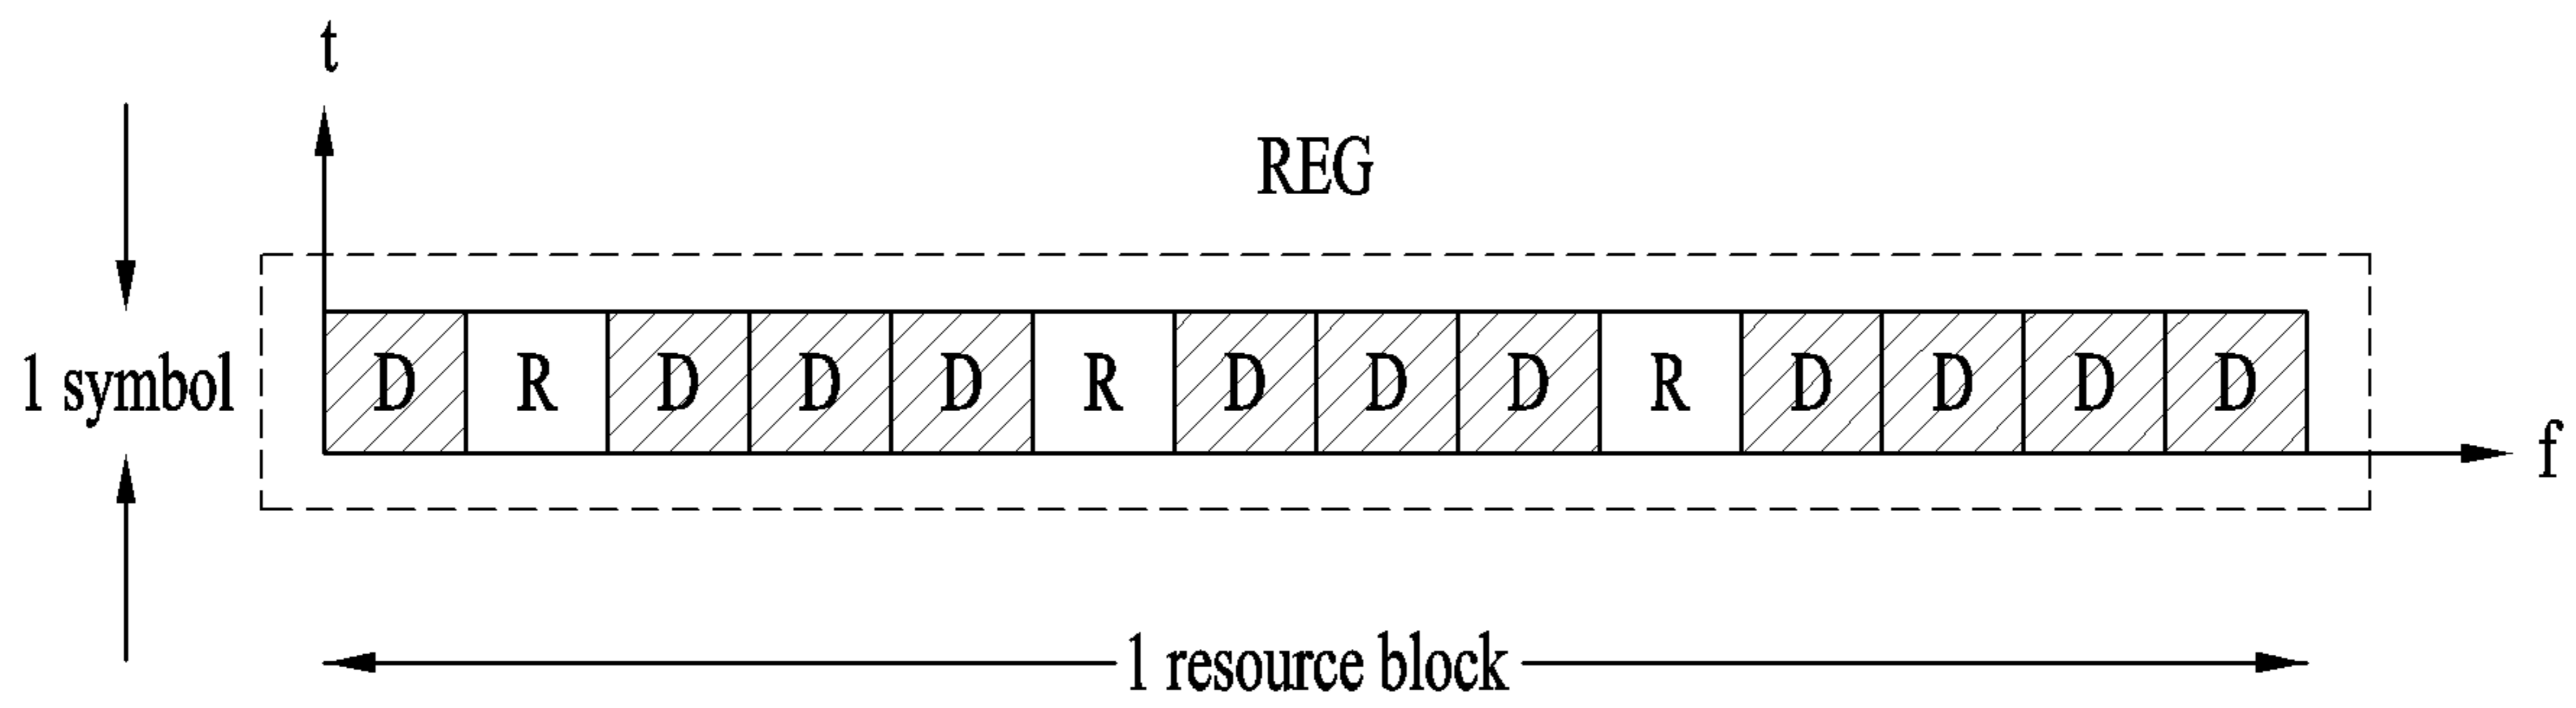 t
REG
1 symbol
D R D D D R D D D R D D D D
f
1 resource block